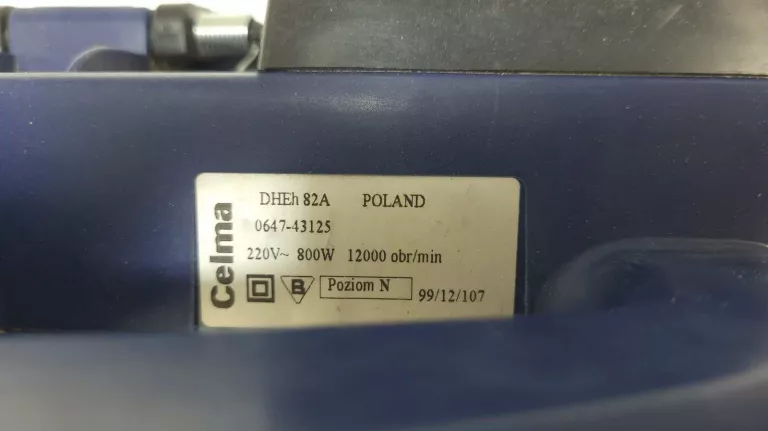 Celma
DHEh 82A POLAND
0647-43125
220V~ 800W 12000 obr/min
B Poziom N 99/12/107